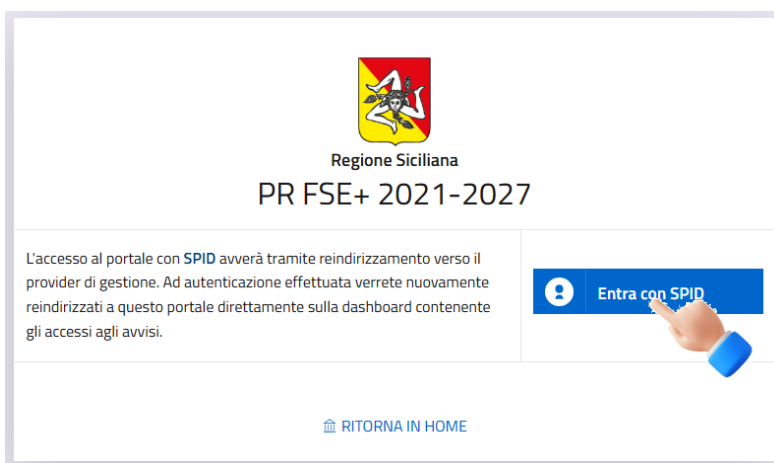 Regione Siciliana
PR FSE+ 2021-2027
L'accesso al portale con SPID avverà tramite reindirizzamento verso il
provider di gestione. Ad autenticazione effettuata verrete nuovamente
reindirizzati a questo portale direttamente sulla dashboard contenente
gli accessi agli avvisi.
Entra con SPID
RITORNA IN HOME